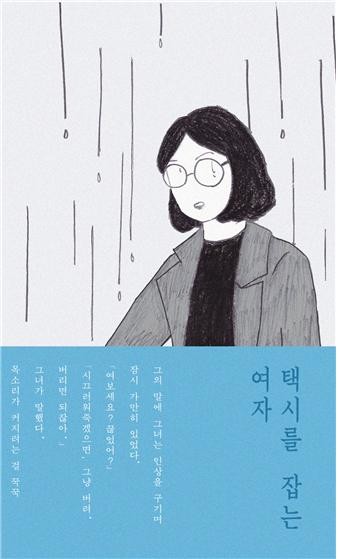 택시를 잡는
여자
그의 말에 그녀는 인상을 구기며
잠시 가만히 있었다.
"여보세요? 끊었어?"
"시끄러워죽겠으면, 그냥 버려.
버리면 되잖아."
그녀가 말했다.
목소리가 커지려는 걸 꾹꾹